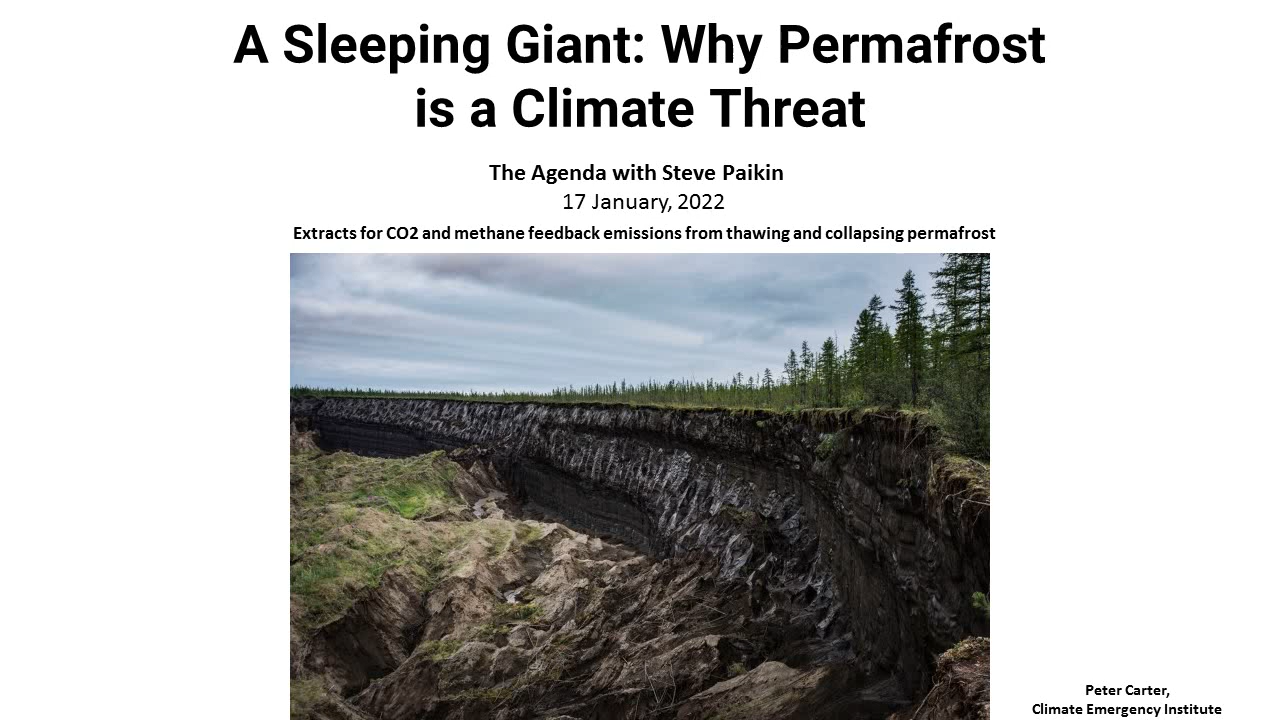 A Sleeping Giant: Why Permafrost
is a Climate Threat
The Agenda with Steve Paikin
17 January, 2022
Extracts for CO2 and methane feedback emissions from thawing and collapsing permafrost
Peter Carter,
Climate Emergency Institute